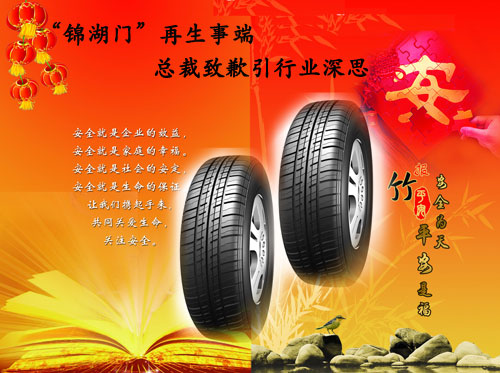 “锦湖门”再生事端
总裁致歉引行业深思
安
安全就是企业的效益，
安全就是家庭的幸福。
安全就是社会的安定，
安全就是生命的保证，
让我们携起手来，
共同关爱生命，
关注安全。
竹报平安
安全为天
平安是福